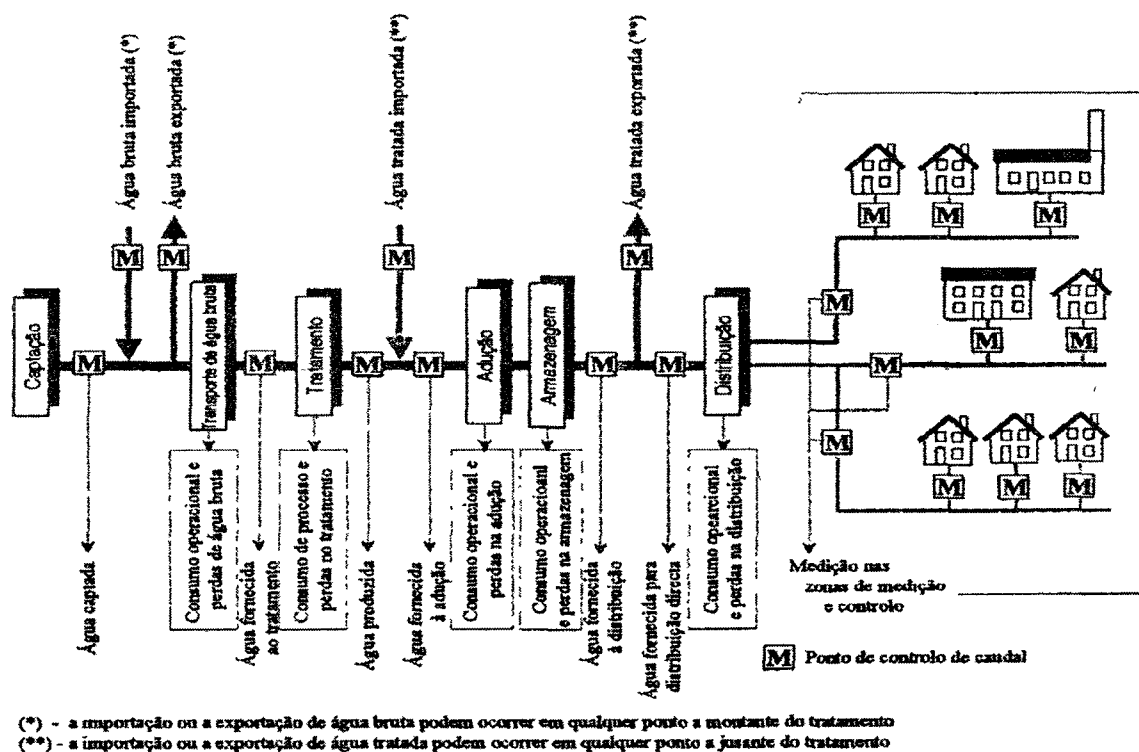 Água bruta importada (*)
Água bruta exportada (*)
Água tratada importada (**)
Água tratada exportada (**)
Captação
M
M
M
Transporte de água bruta
M
Tratamento
M
M
M
Adução
Armazenagem
M
M
M
Distribuição
M
M
M
M
M
M
M
M
M
M
M
Consumo operacional e
perdas de água bruta
Consumo de processo e
perdas no tratamento
Consumo operacional e
perdas na adução
Consumo operacioanl
e perdas na armazenagem
Consumo opearcional
e perdas na distribuição
Água captada
Água fornecida
ao tratamento
Água produzida
Água fornecida
à adução
Água fornecida
à distribuição
Água fornecida para
distribuição directa
Medição nas
zonas de medição
e controlo
M Ponto de controlo de caudal
(*) - a importação ou a exportação de água bruta podem ocorrer em qualquer ponto a montante do tratamento
(**) - a importação ou a exportação de água tratada podem ocorrer em qualquer ponto a jusante do tratamento